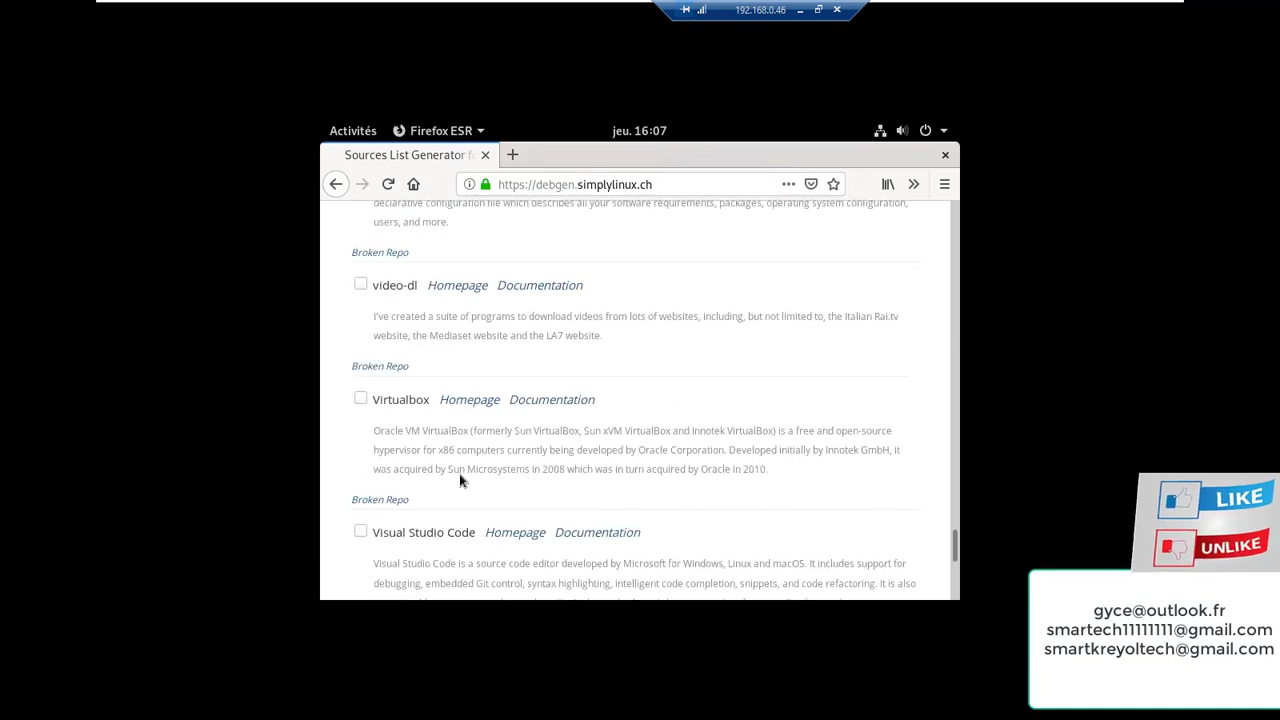 192.168.0.46
Activités Firefox ESR jeu. 16:07
Sources List Generator f
https://debgen.simplylinux.ch
declarative configuration file which describes all your software requirements, packages, operating system configuration,
users, and more.
Broken Repo
video-dl Homepage Documentation
I've created a suite of programs to download videos from lots of websites, including, but not limited to, the Italian Rai.tv
website, the Mediaset website and the LA7 website.
Broken Repo
Virtualbox Homepage Documentation
Oracle VM VirtualBox (formerly Sun VirtualBox, Sun xVM VirtualBox and Innotek VirtualBox) is a free and open-source
hypervisor for x86 computers currently being developed by Oracle Corporation. Developed initially by Innotek GmbH, it
was acquired by Sun Microsystems in 2008 which was in turn acquired by Oracle in 2010.
Broken Repo
Visual Studio Code Homepage Documentation
Visual Studio Code is a source code editor developed by Microsoft for Windows, Linux and macOS. It includes support for
debugging, embedded Git control, syntax highlighting, intelligent code completion, snippets, and code refactoring. It is also
LIKE
UNLIKE
gyce@outlook.fr
smartech11111111@gmail.com
smartkreyoltech@gmail.com